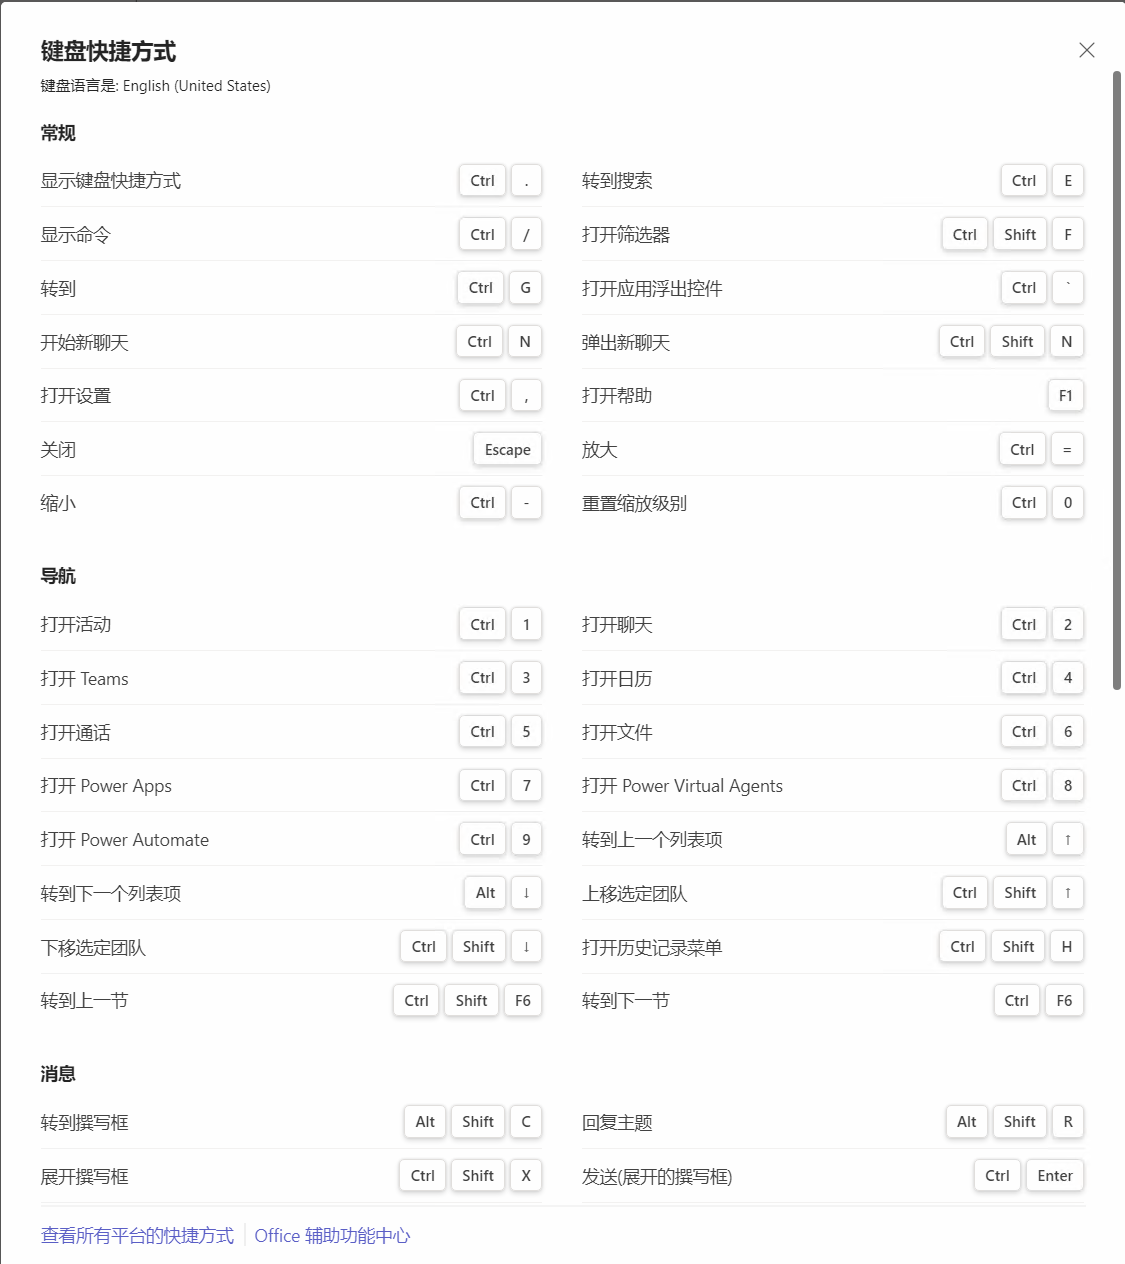 键盘快捷方式
键盘语言是: English (United States)
常规
显示键盘快捷方式 Ctrl . 转到搜索 Ctrl E
显示命令 Ctrl / 打开筛选器 Ctrl Shift F
转到 Ctrl G 打开应用浮出控件 Ctrl `
开始新聊天 Ctrl N 弹出新聊天 Ctrl Shift N
打开设置 Ctrl , 打开帮助 F1
关闭 Escape 放大 Ctrl =
缩小 Ctrl - 重置缩放级别 Ctrl 0
导航
打开活动 Ctrl 1 打开聊天 Ctrl 2
打开 Teams Ctrl 3 打开日历 Ctrl 4
打开通话 Ctrl 5 打开文件 Ctrl 6
打开 Power Apps Ctrl 7 打开 Power Virtual Agents Ctrl 8
打开 Power Automate Ctrl 9 转到上一个列表项 Alt ↑
转到下一个列表项 Alt ↓ 上移选定团队 Ctrl Shift ↑
下移选定团队 Ctrl Shift ↓ 打开历史记录菜单 Ctrl Shift H
转到上一节 Ctrl Shift F6 转到下一节 Ctrl F6
消息
转到撰写框 Alt Shift C 回复主题 Alt Shift R
展开撰写框 Ctrl Shift X 发送(展开的撰写框) Ctrl Enter
查看所有平台的快捷方式 Office 辅助功能中心